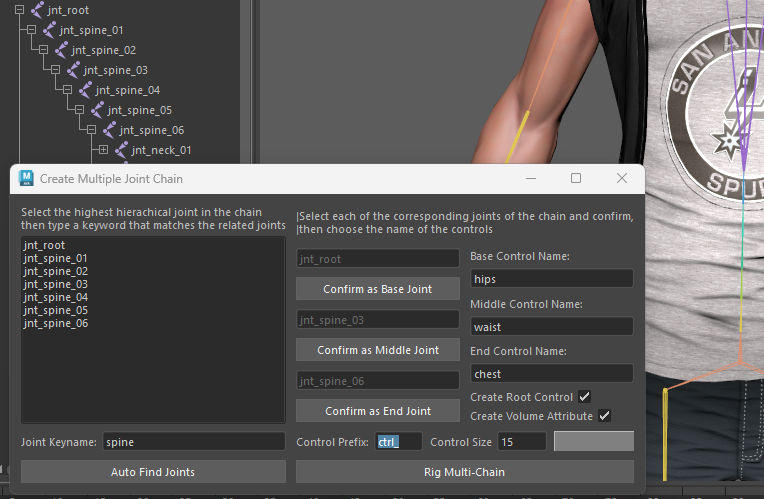 jnt_root
jnt_spine_01
jnt_spine_02
jnt_spine_03
jnt_spine_04
jnt_spine_05
jnt_spine_06
jnt_neck_01
SAN AN
SPUR
Create Multiple Joint Chain
Select the highest hierachical joint in the chain
then type a keyword that matches the related joints
jnt_root
jnt_spine_01
jnt_spine_02
jnt_spine_03
jnt_spine_04
jnt_spine_05
jnt_spine_06
Joint Keyname: spine
Auto Find Joints
|Select each of the corresponding joints of the chain and confirm,
|then choose the name of the controls
jnt_root
Confirm as Base Joint
jnt_spine_03
Confirm as Middle Joint
jnt_spine_06
Confirm as End Joint
Base Control Name:
hips
Middle Control Name:
waist
End Control Name:
chest
Create Root Control
Create Volume Attribute
Control Prefix: ctrl_ Control Size 15
Rig Multi-Chain